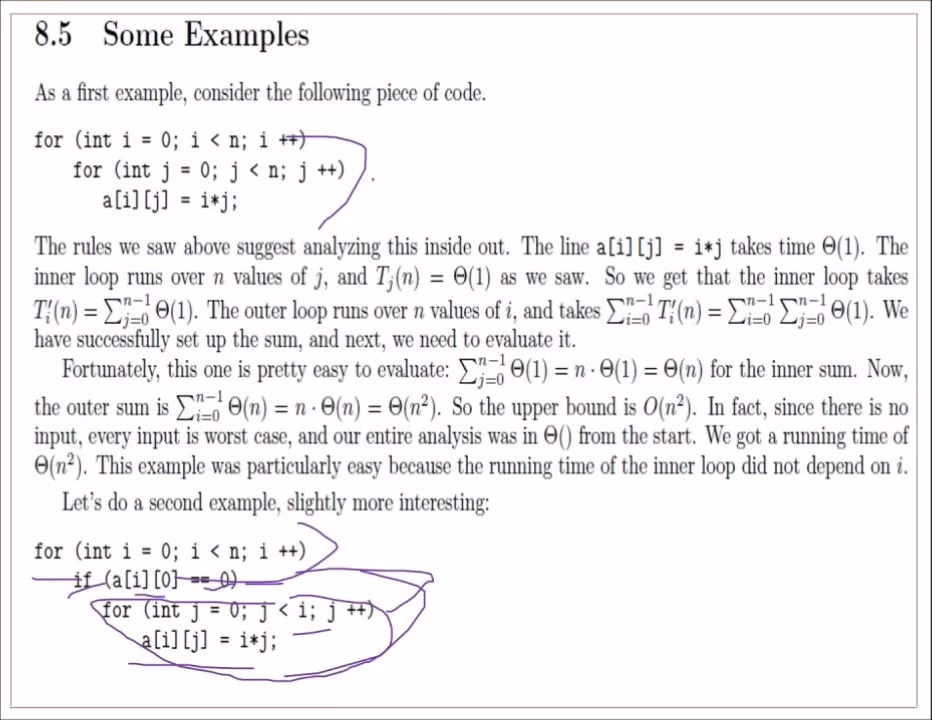 8.5 Some Examples
As a first example, consider the following piece of code.
for (int i = 0; i < n; i ++)
for (int j = 0; j < n; j ++)
a[i][j] = i*j;
The rules we saw above suggest analyzing this inside out. The line a[i][j] = i*j takes time Θ(1). The
inner loop runs over n values of j, and Tⱼ(n) = Θ(1) as we saw. So we get that the inner loop takes
T′ᵢ(n) = ∑_{j=0}^{n−1} Θ(1). The outer loop runs over n values of i, and takes ∑_{i=0}^{n−1} T′ᵢ(n) = ∑_{i=0}^{n−1} ∑_{j=0}^{n−1} Θ(1). We
have successfully set up the sum, and next, we need to evaluate it.
Fortunately, this one is pretty easy to evaluate: ∑_{j=0}^{n−1} Θ(1) = n · Θ(1) = Θ(n) for the inner sum. Now,
the outer sum is ∑_{i=0}^{n−1} Θ(n) = n · Θ(n) = Θ(n²). So the upper bound is O(n²). In fact, since there is no
input, every input is worst case, and our entire analysis was in Θ() from the start. We got a running time of
Θ(n²). This example was particularly easy because the running time of the inner loop did not depend on i.
Let's do a second example, slightly more interesting:
for (int i = 0; i < n; i ++)
if (a[i][0] == 0)
for (int j = 0; j < i; j ++)
a[i][j] = i*j;